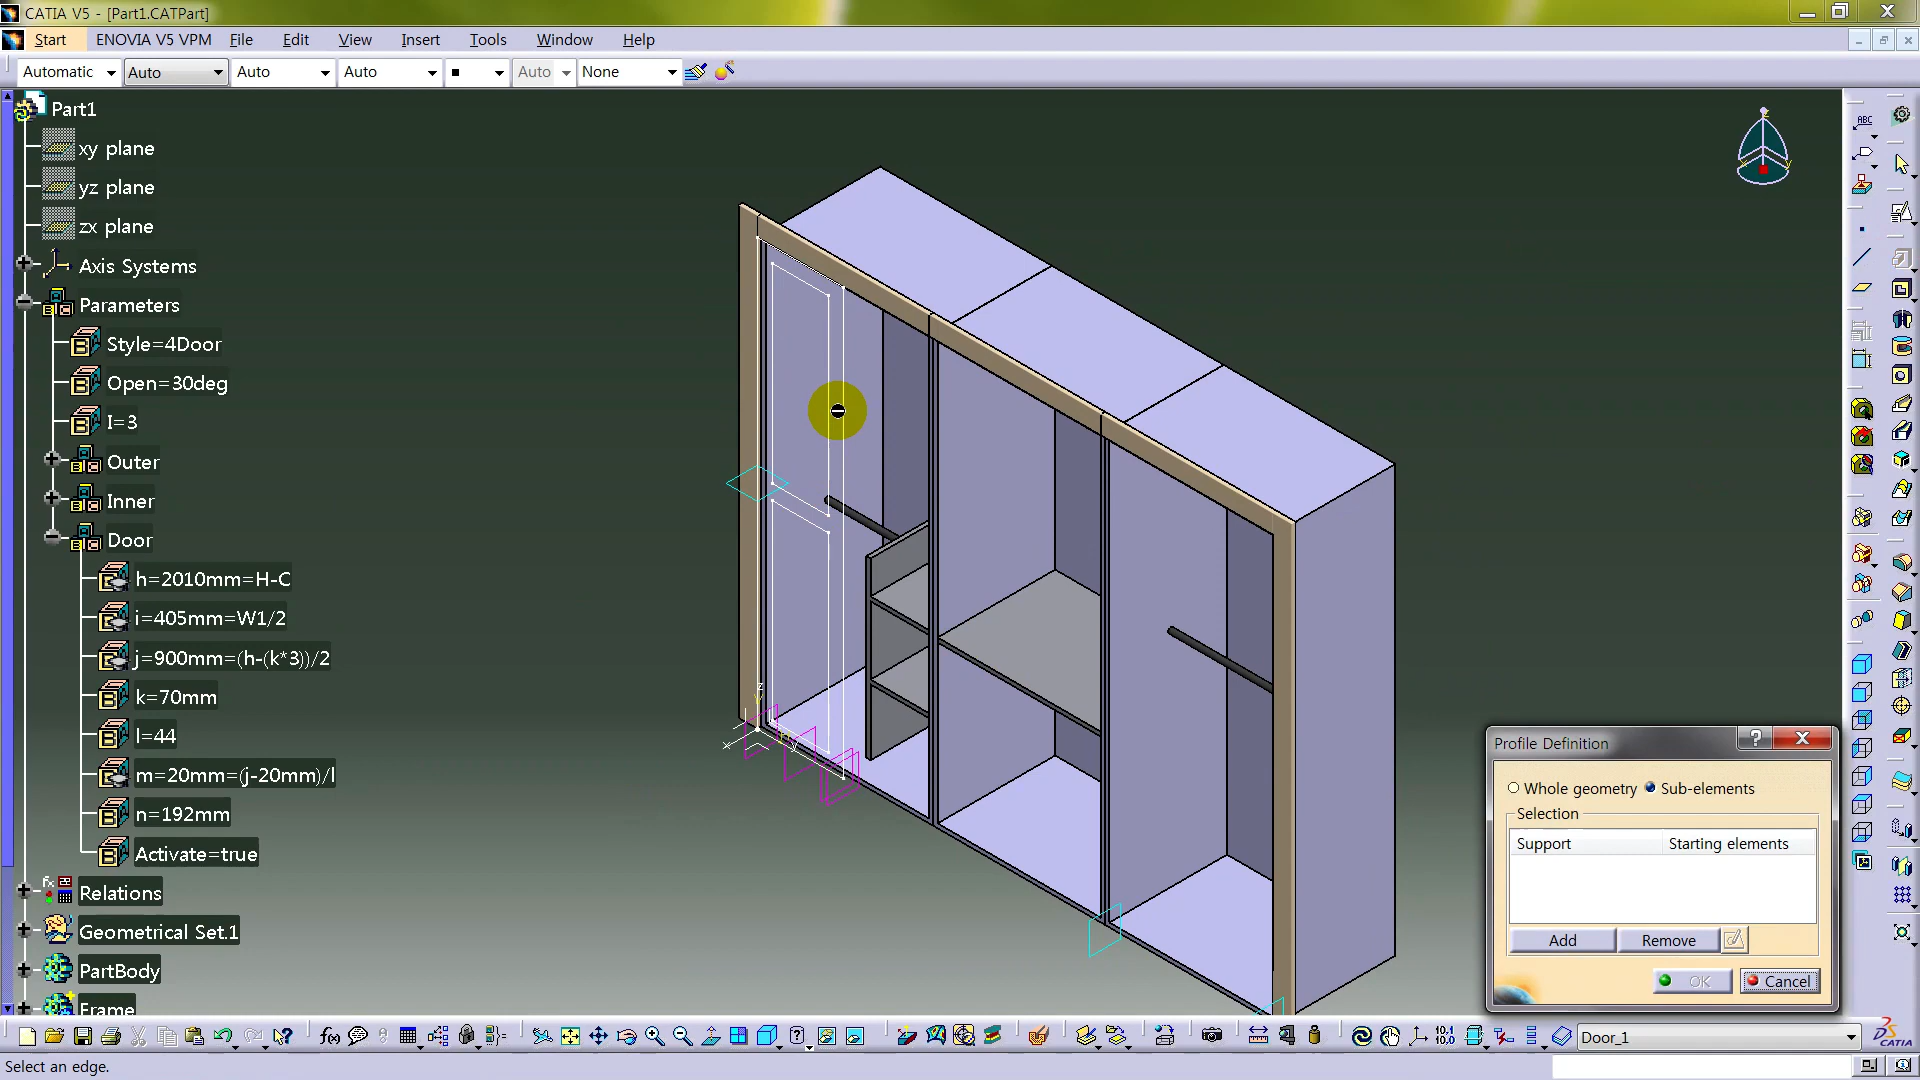 CATIA V5 - [Part1.CATPart]
Start ENOVIA V5 VPM File Edit View Insert Tools Window Help
Automatic Auto Auto Auto Auto None
Part1
xy plane
yz plane
zx plane
Axis Systems
Parameters
Style=4Door
Open=30deg
I=3
Outer
Inner
Door
h=2010mm=H-C
i=405mm=W1/2
j=900mm=(h-(k*3))/2
k=70mm
l=44
m=20mm=(j-20mm)/l
n=192mm
Activate=true
Relations
Geometrical Set.1
PartBody
Frame
Profile Definition
Whole geometry Sub-elements
Selection
Support Starting elements
Add Remove
OK Cancel
Door_1
Select an edge.